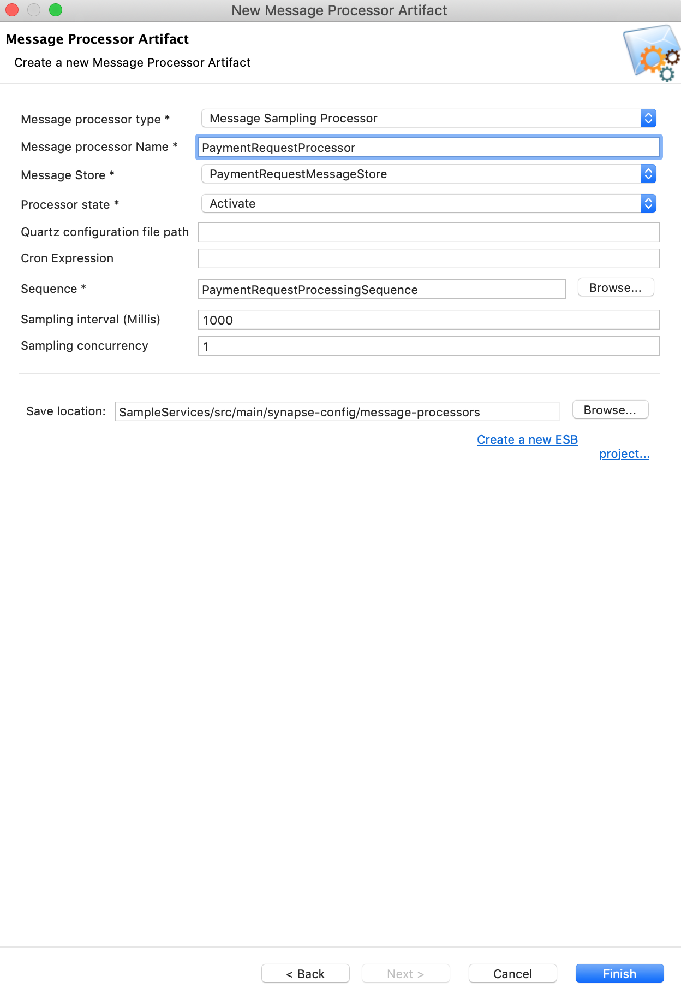 New Message Processor Artifact
Message Processor Artifact
Create a new Message Processor Artifact
Message processor type * Message Sampling Processor
Message processor Name * PaymentRequestProcessor
Message Store * PaymentRequestMessageStore
Processor state * Activate
Quartz configuration file path
Cron Expression
Sequence * PaymentRequestProcessingSequence Browse...
Sampling interval (Millis) 1000
Sampling concurrency 1
Save location: SampleServices/src/main/synapse-config/message-processors Browse...
Create a new ESB
project...
< Back Next > Cancel Finish